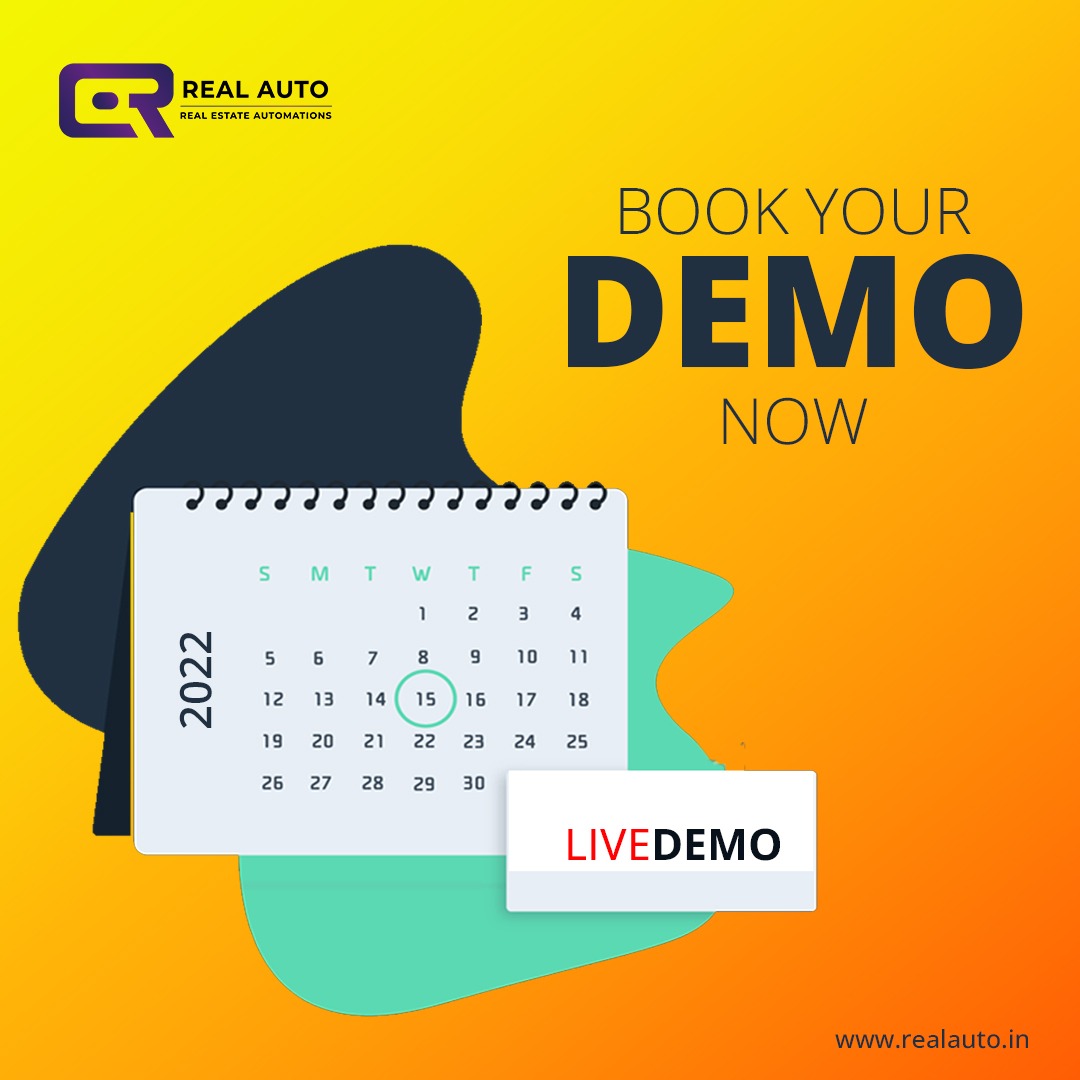 REAL AUTO
REAL ESTATE AUTOMATIONS
BOOK YOUR
DEMO
NOW
2022
S M T W T F S
1 2 3 4
5 6 7 8 9 10 11
12 13 14 15 16 17 18
19 20 21 22 23 24 25
26 27 28 29 30
LIVEDEMO
www.realauto.in